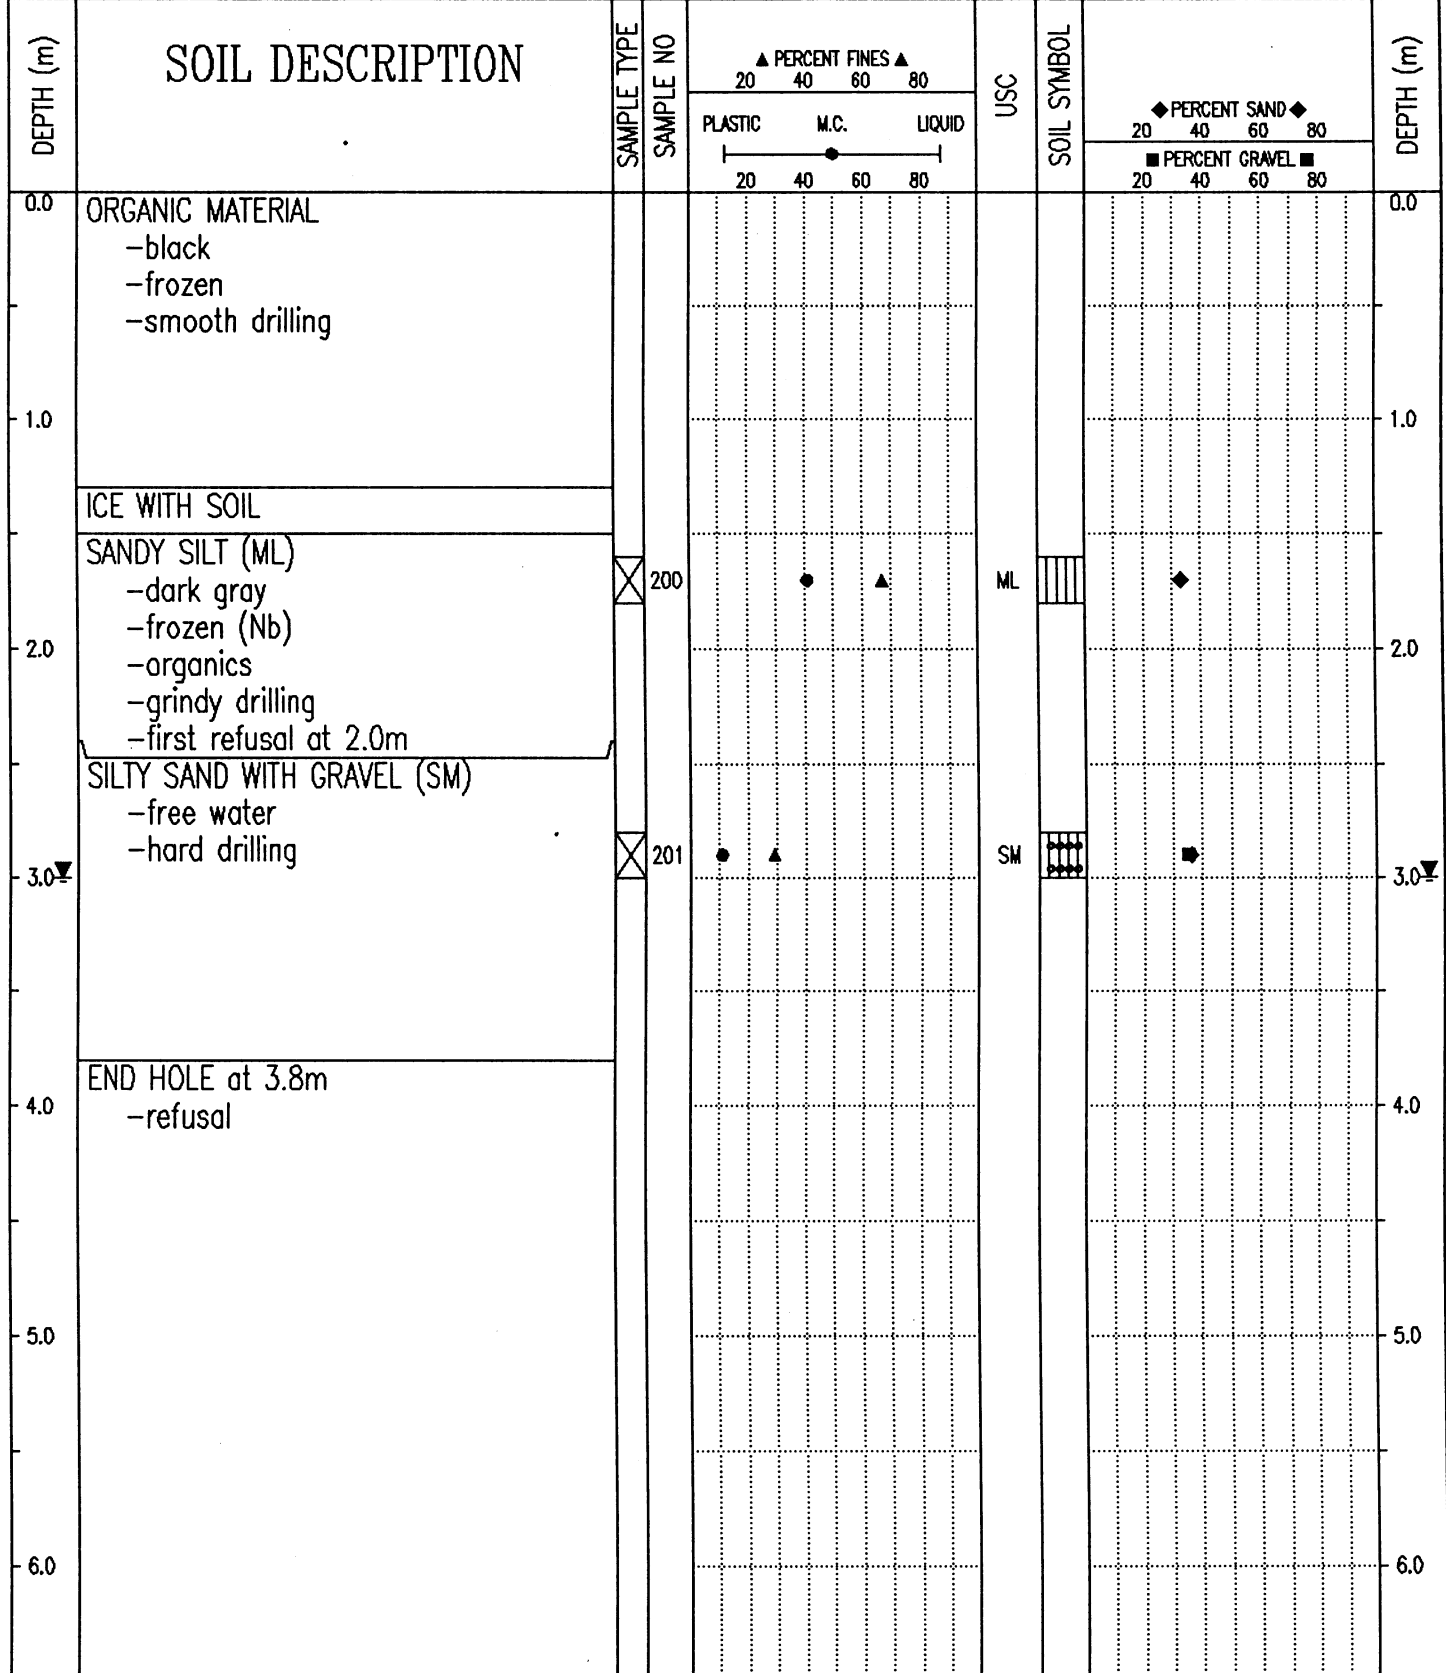 DEPTH (m)
SOIL DESCRIPTION
SAMPLE TYPE
SAMPLE NO
▲ PERCENT FINES ▲
20 40 60 80
PLASTIC M.C. LIQUID
20 40 60 80
USC
SOIL SYMBOL
◆ PERCENT SAND ◆
20 40 60 80
■ PERCENT GRAVEL ■
20 40 60 80
DEPTH (m)
0.0 0.0
ORGANIC MATERIAL
-black
-frozen
-smooth drilling
1.0 1.0
ICE WITH SOIL
SANDY SILT (ML)
-dark gray
200 ML
-frozen (Nb)
2.0 2.0
-organics
-grindy drilling
-first refusal at 2.0m
SILTY SAND WITH GRAVEL (SM)
-free water
-hard drilling
201 SM
3.0 3.0
END HOLE at 3.8m
4.0 4.0
-refusal
5.0 5.0
6.0 6.0